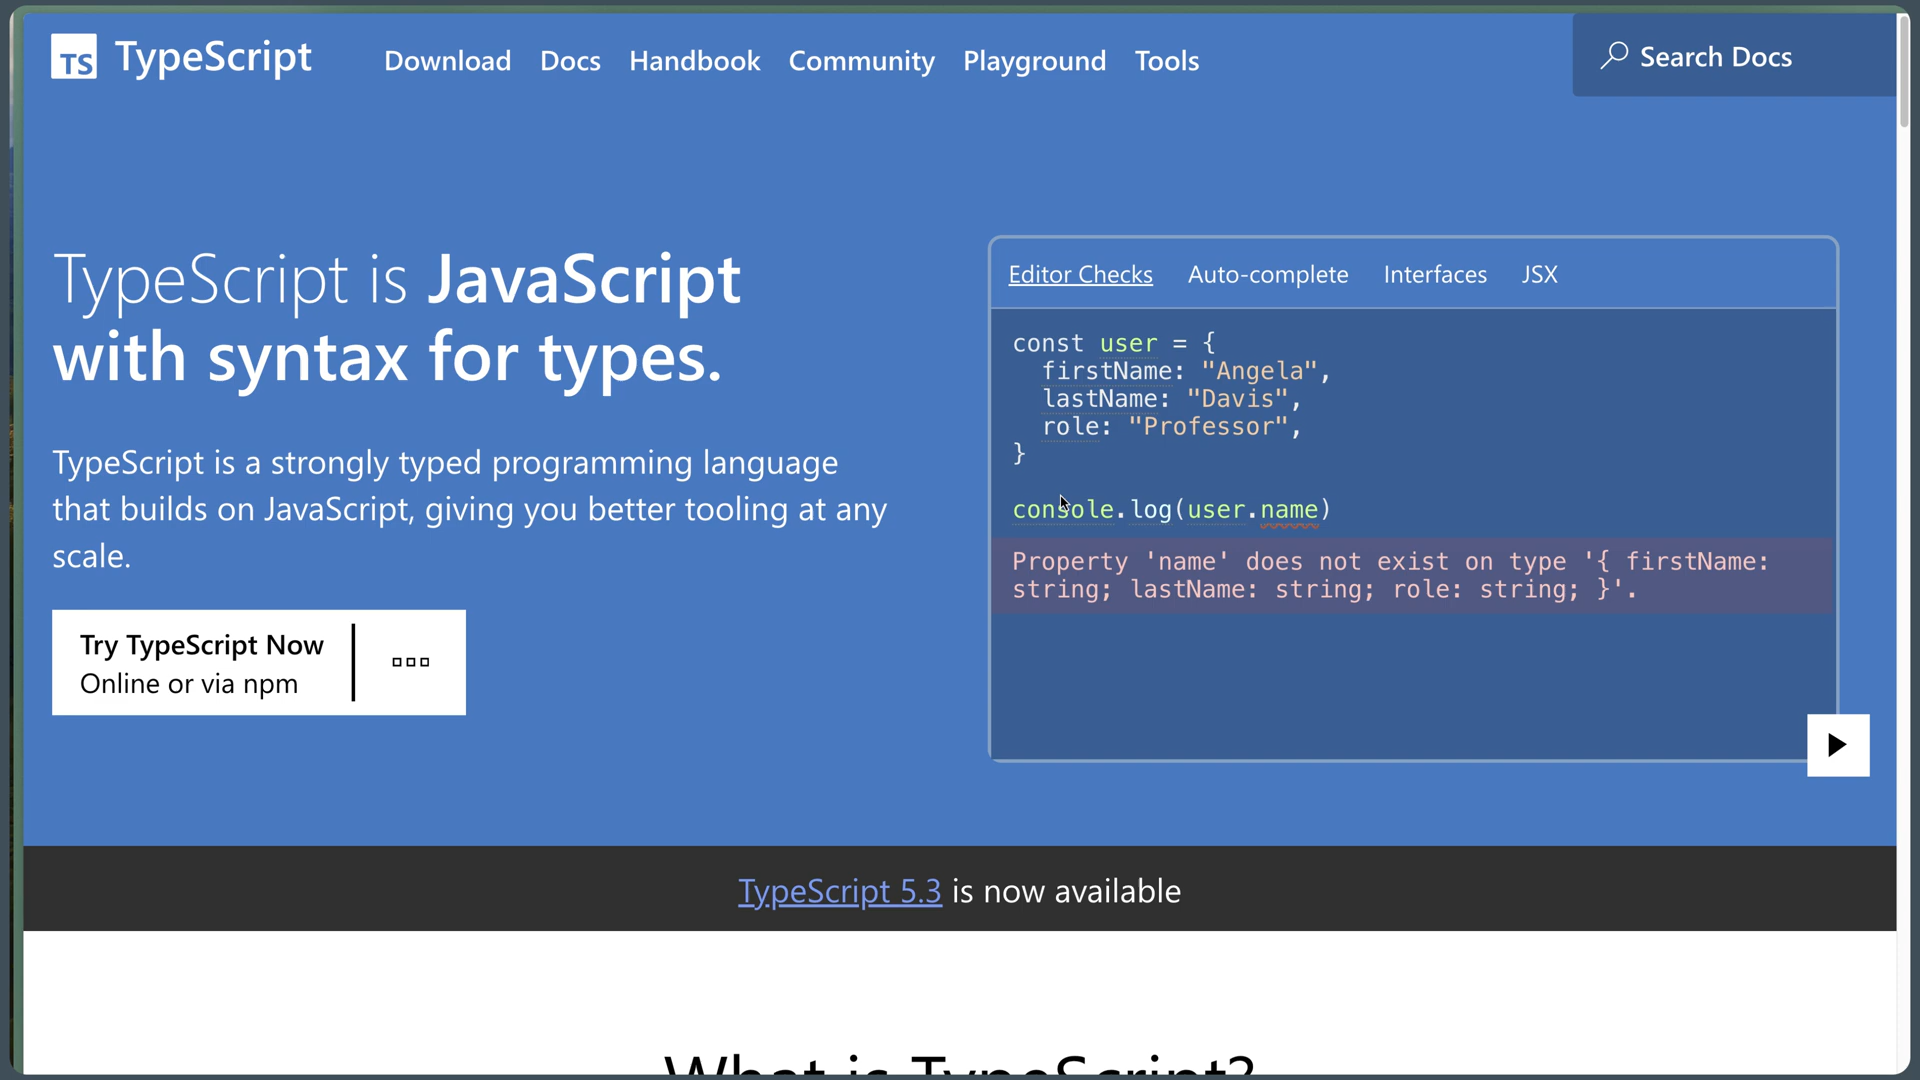 TS TypeScript Download Docs Handbook Community Playground Tools Search Docs
TypeScript is JavaScript
with syntax for types.
TypeScript is a strongly typed programming language
that builds on JavaScript, giving you better tooling at any
scale.
Try TypeScript Now
Online or via npm
Editor Checks Auto-complete Interfaces JSX
const user = {
  firstName: "Angela",
  lastName: "Davis",
  role: "Professor",
}
console.log(user.name)
Property 'name' does not exist on type '{ firstName:
string; lastName: string; role: string; }'.
TypeScript 5.3 is now available
What is TypeScript?